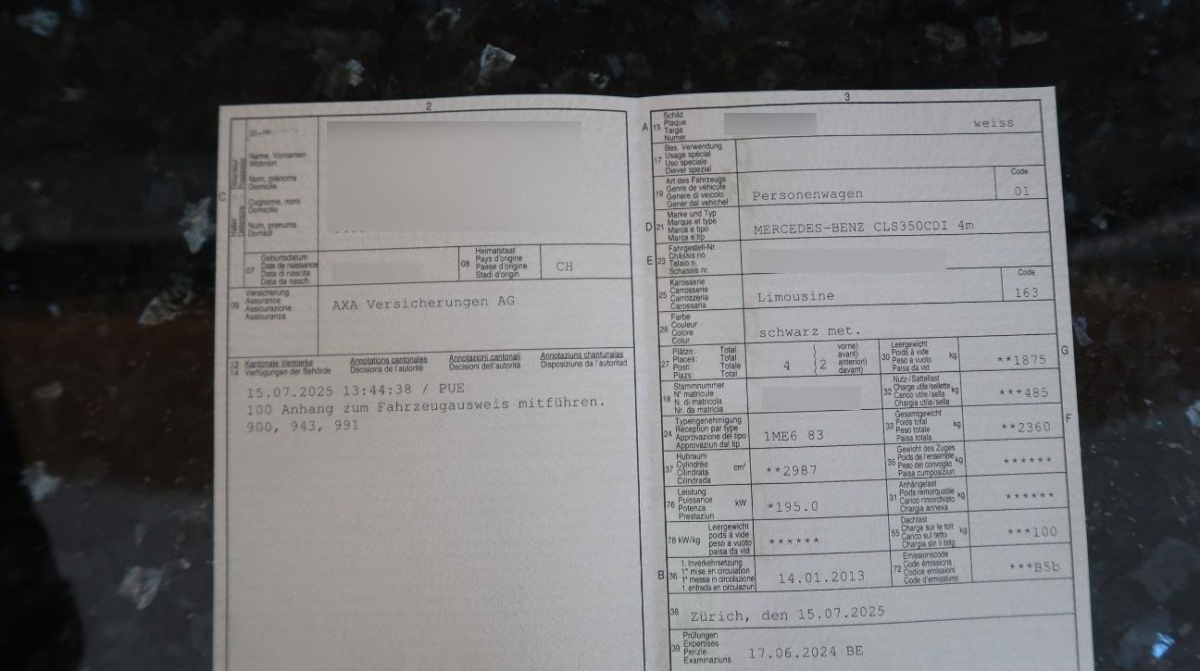 2
C
Name, Vornamen
Wohnort
Nom, prénoms
Domicile
Cognome, nomi
Domicilio
Num, prenums
Domicil
07 Geburtsdatum
Date de naissance
Data di nascita
Data da nasch.
08 Heimatstaat
Pays d'origine
Paese d'origine
Stadi d'origin
CH
09 Versicherung
Assurance
Assicurazione
Assicuranza
AXA Versicherungen AG
13 Kantonale Vermerke Annotations cantonales Annotazioni cantonali Annotaziuns chantunalas
14 Verfügungen der Behörde Décisions de l'autorité Decisioni dell'autorità Disposiziuns da l'autoritad
15.07.2025 13:44:38 / PUE
100 Anhang zum Fahrzeugausweis mitführen.
900, 943, 991
3
A 15 Schild
Plaque
Targa
Numer
weiss
17 Bes. Verwendung
Usage spécial
Uso speciale
Diever spezial
19 Art des Fahrzeugs
Genre de véhicule
Genere di veicolo
Gener dal vehichel
Personenwagen
Code
01
D 21 Marke und Typ
Marque et type
Marca e tipo
Marca e tip
MERCEDES-BENZ CLS350CDI 4m
E 23 Fahrgestell-Nr.
Châssis no
Telaio n.
Schassis nr.
25 Karosserie
Carrosserie
Carrozzeria
Carossaria
Limousine
Code
163
26 Farbe
Couleur
Colore
Colur
schwarz met.
27 Plätze: Total
Places: Total
Posti: Totale
Plazs: Total
4 { 2
vorne)
avant)
anteriori)
davant)
30 Leergewicht
Poids à vide
Peso a vuoto
Paisa da vid
kg
**1875
G
18 Stammnummer
N° matricule
N. di matricola
Nr. da matricla
32 Nutz-/Sattellast
Charge utile/sellette
Carico utile/sella
Chargia utila/sella
kg
***485
24 Typengenehmigung
Réception par type
Approvazione del tipo
Approvaziun dal tip
1ME6 83
33 Gesamtgewicht
Poids total
Peso totale
Paisa totala
kg
**2360
F
37 Hubraum
Cylindrée
Cilindrata
Cilindrada
cm³
**2987
35 Gewicht des Zuges
Poids de l'ensemble
Peso del convoglio
Paisa cumposiziun
kg
******
76 Leistung
Puissance
Potenza
Prestaziun
kW
*195.0
31 Anhängelast
Poids remorquable
Carico rimorchiato
Chargia annexa
kg
******
78 kW/kg
Leergewicht
poids à vide
peso a vuoto
paisa da vid
******
55 Dachlast
Charge sur le toit
Carico sul tetto
Chargia sin il tetg
kg
***100
B 36 1. Inverkehrsetzung
1re mise en circulation
1a messa in circolazione
1 entrada en circulaziun
14.01.2013
72 Emissionscode
Code émissions
Codice emissioni
Code d'emissiuns
***B5b
38 Zürich, den 15.07.2025
39 Prüfungen
Expertises
Perizie
Examinaziuns
17.06.2024 BE